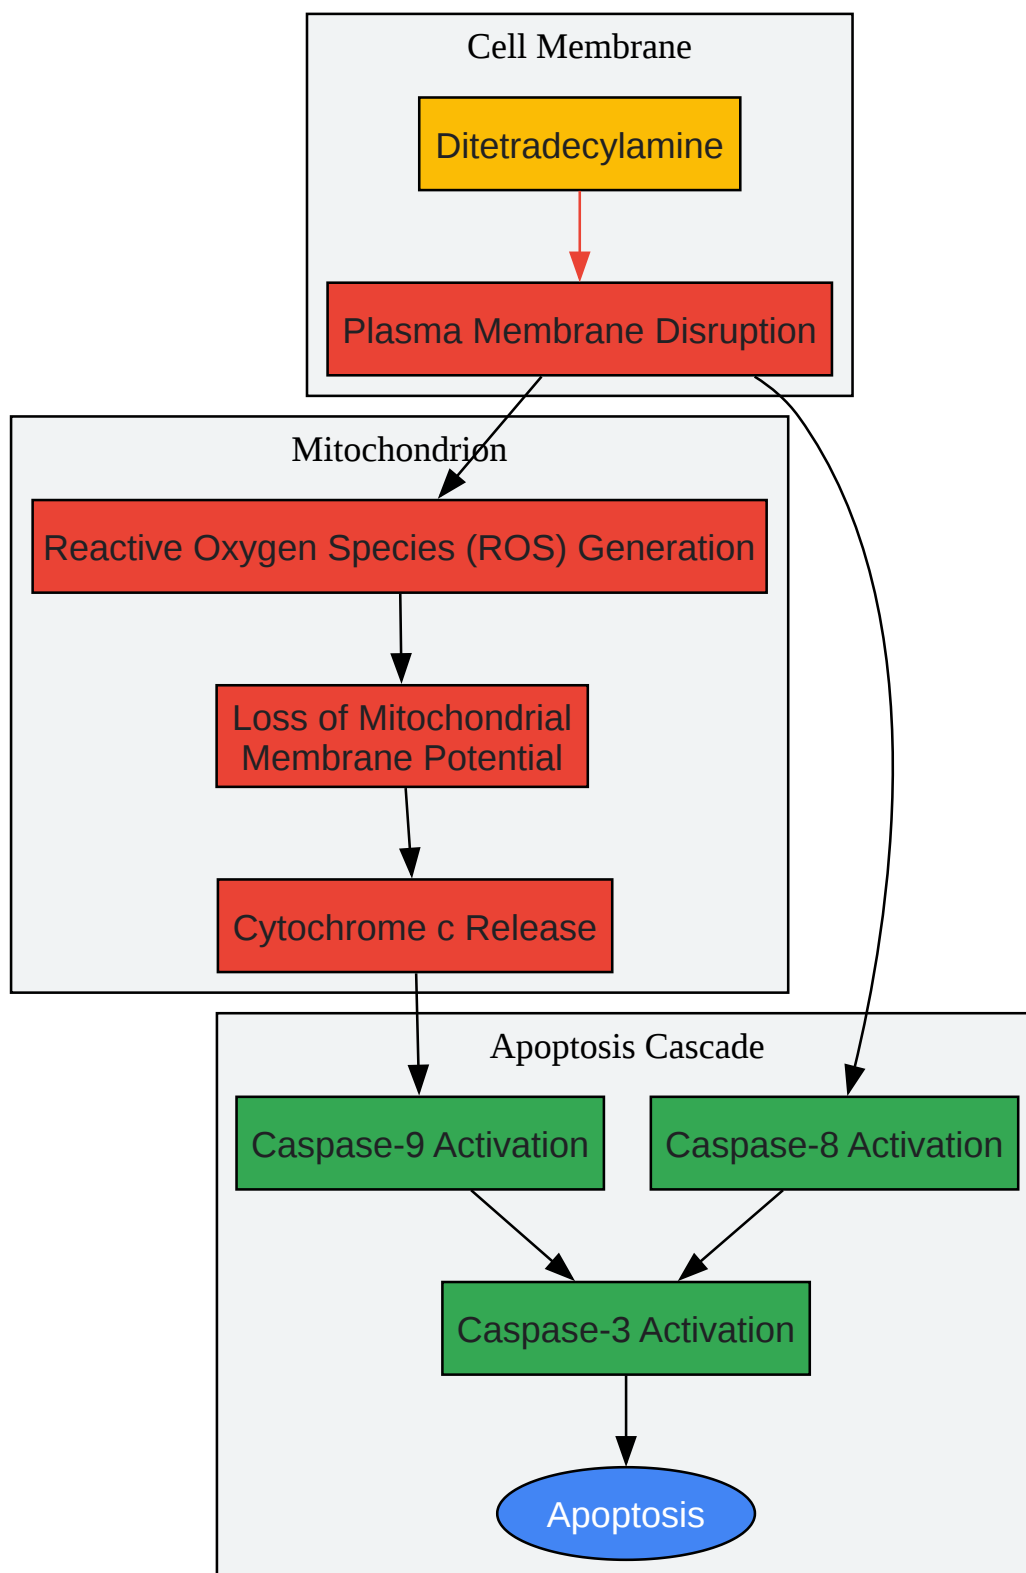 Cell Membrane
Ditetradecylamine
Plasma Membrane Disruption
Mitochondrion
Reactive Oxygen Species (ROS) Generation
Loss of Mitochondrial
Membrane Potential
Cytochrome c Release
Apoptosis Cascade
Caspase-9 Activation
Caspase-8 Activation
Caspase-3 Activation
Apoptosis